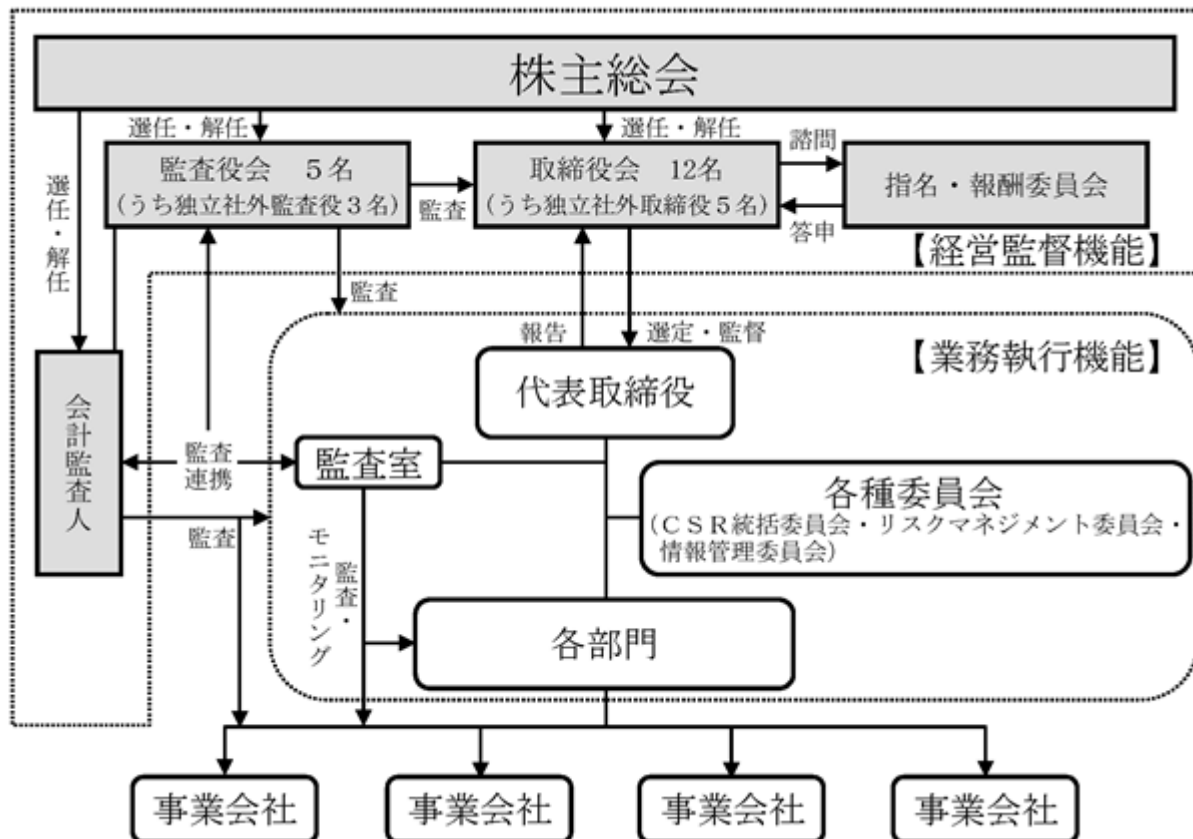 株主総会
選任・解任
選任・解任
選任・解任
諮問
監査役会 5名
(うち独立社外監査役3名)
監査
取締役会 12名
(うち独立社外取締役5名)
指名・報酬委員会
答申
【経営監督機能】
監査
報告
選定・監督
【業務執行機能】
代表取締役
会計監査人
監査
連携
監査室
各種委員会
(CSR統括委員会・リスクマネジメント委員会・
情報管理委員会)
監査
監査・
モニタリング
各部門
事業会社
事業会社
事業会社
事業会社